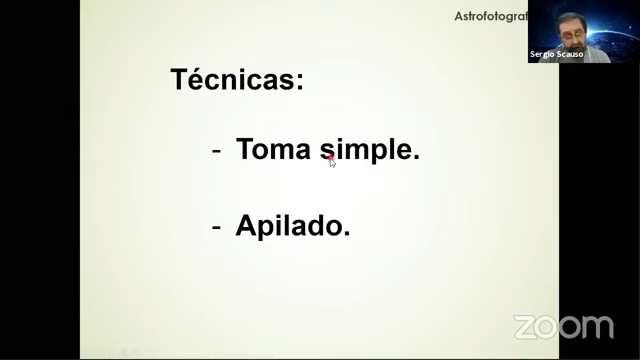 Astrofotograf
Sergio Scauso
Técnicas:
- Toma simple.
- Apilado.
zoom